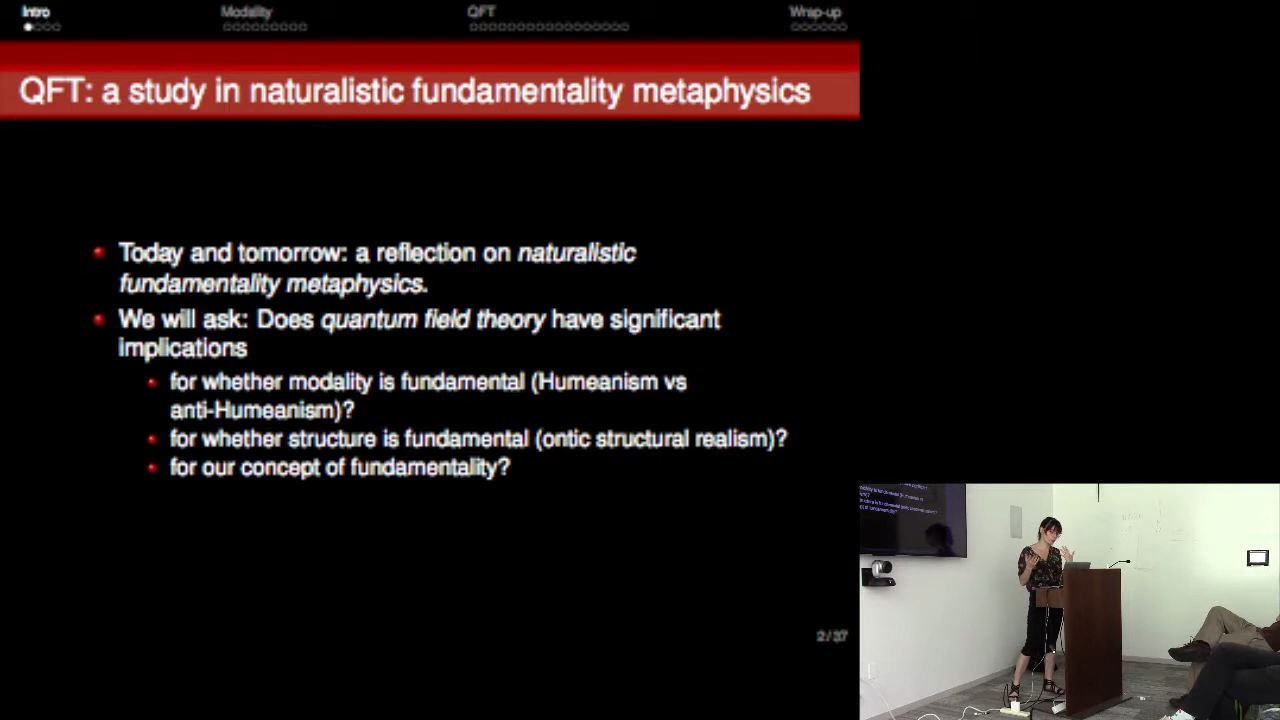 Intro
Modality
QFT
Wrap-up
QFT: a study in naturalistic fundamentality metaphysics
Today and tomorrow: a reflection on naturalistic
fundamentality metaphysics.
We will ask: Does quantum field theory have significant
implications
for whether modality is fundamental (Humeanism vs
anti-Humeanism)?
for whether structure is fundamental (ontic structural realism)?
for our concept of fundamentality?
2 / 37